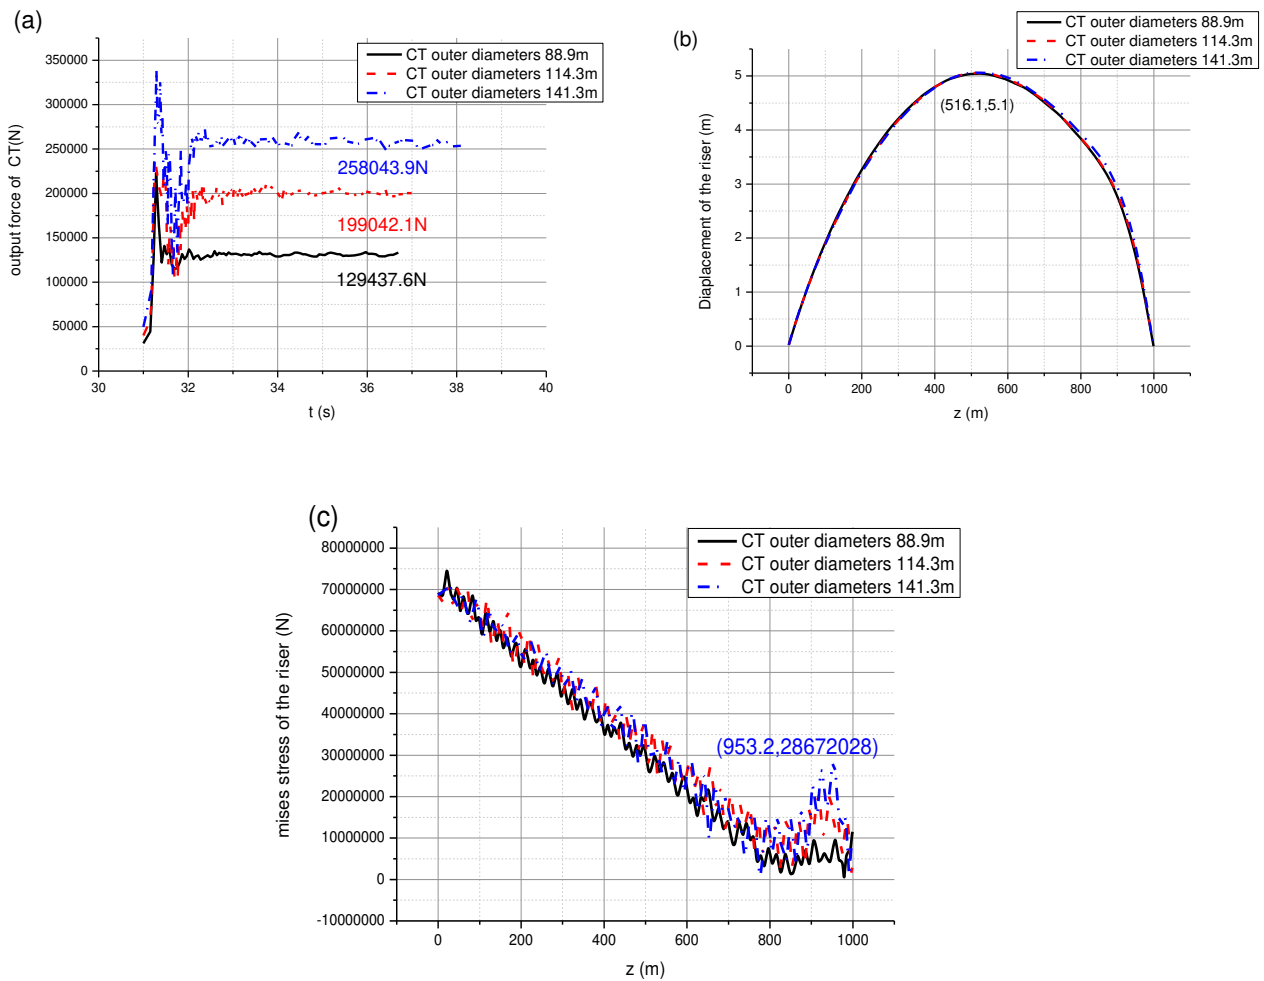 (a)
CT outer diameters 88.9m
CT outer diameters 114.3m
CT outer diameters 141.3m
output force of CT(N)
350000
300000
250000
200000
150000
100000
50000
0
258043.9N
199042.1N
129437.6N
30
32
34
36
38
40
t (s)
(b)
CT outer diameters 88.9m
CT outer diameters 114.3m
CT outer diameters 141.3m
Diaplacement of the riser (m)
5
4
3
2
1
0
(516.1,5.1)
0
200
400
600
800
1000
z (m)
(c)
CT outer diameters 88.9m
CT outer diameters 114.3m
CT outer diameters 141.3m
mises stress of the riser (N)
80000000
70000000
60000000
50000000
40000000
30000000
20000000
10000000
0
-10000000
(953.2,28672028)
0
200
400
600
800
1000
z (m)